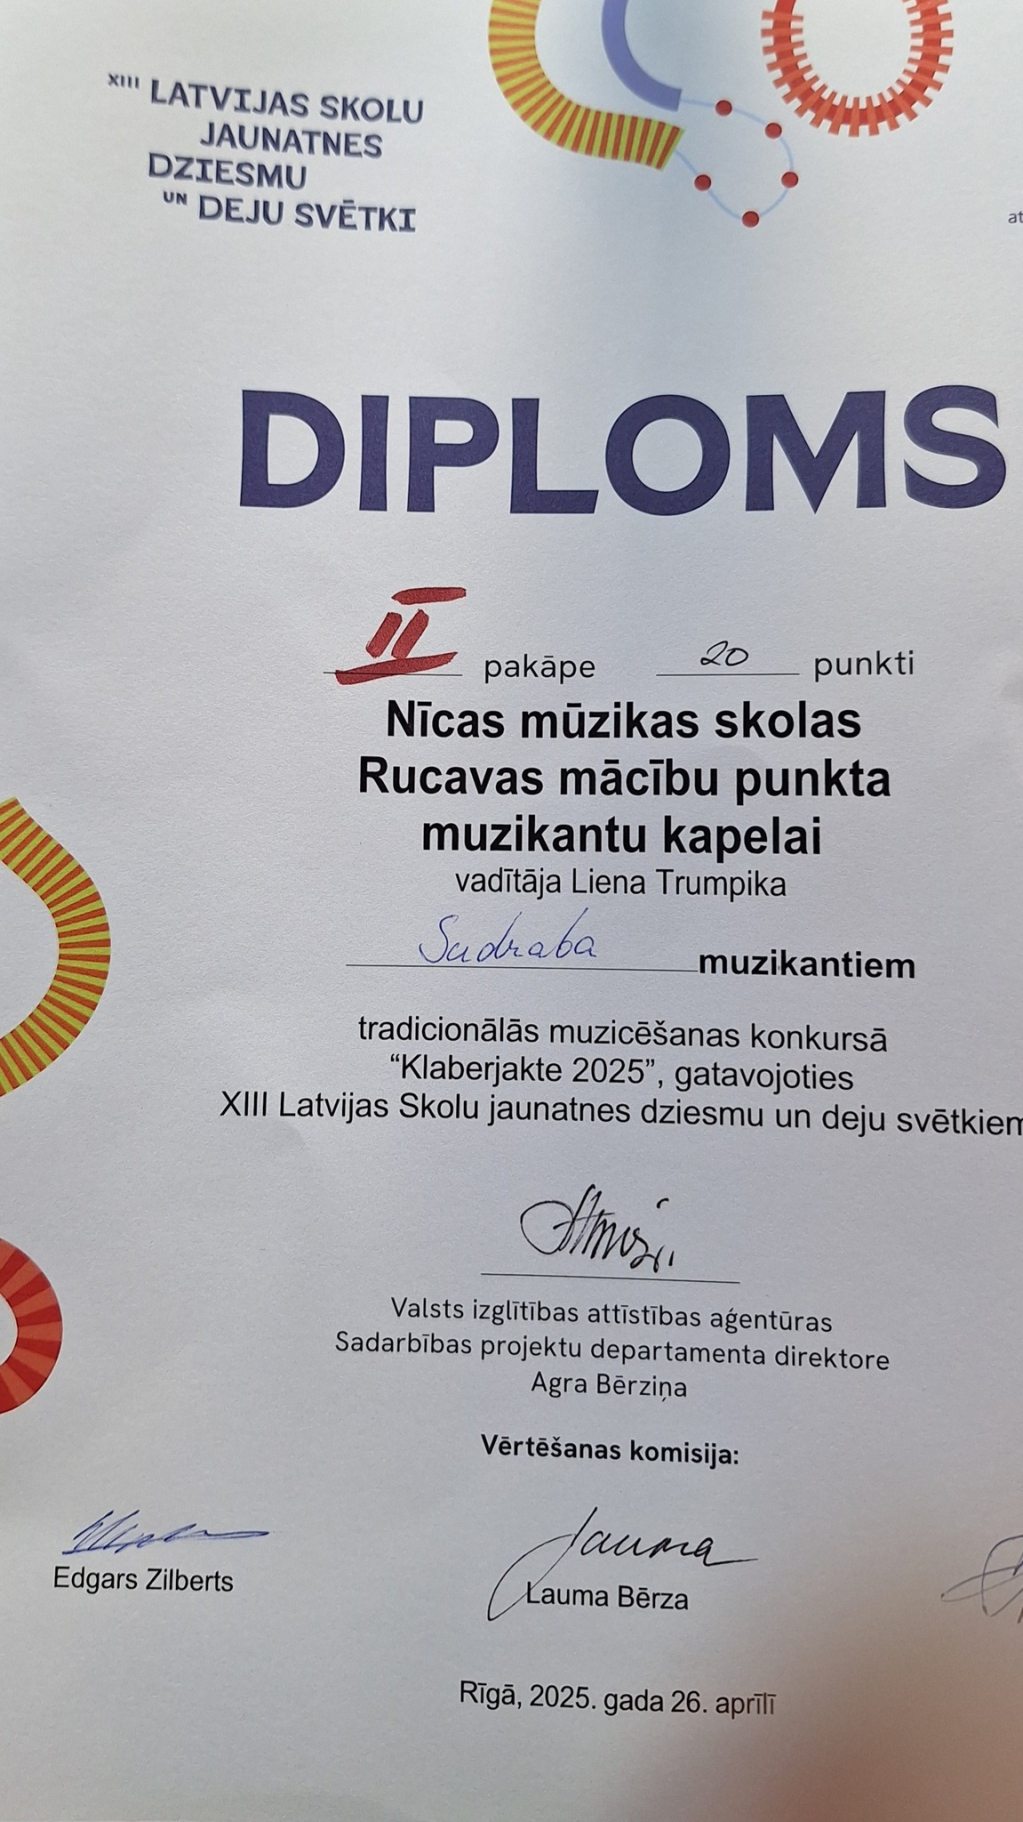 XIII LATVIJAS SKOLU
JAUNATNES
DZIESMU
UN DEJU SVĒTKI
at
DIPLOMS
II pakāpe 20 punkti
Nīcas mūzikas skolas
Rucavas mācību punkta
muzikantu kapelai
vadītāja Liena Trumpika
Sudraba muzikantiem
tradicionālās muzicēšanas konkursā
“Klaberjakte 2025”, gatavojoties
XIII Latvijas Skolu jaunatnes dziesmu un deju svētkiem
Valsts izglītības attīstības aģentūras
Sadarbības projektu departamenta direktore
Agra Bērziņa
Vērtēšanas komisija:
Lauma
Edgars Zilberts
Lauma Bērza
Rīgā, 2025. gada 26. aprīlī